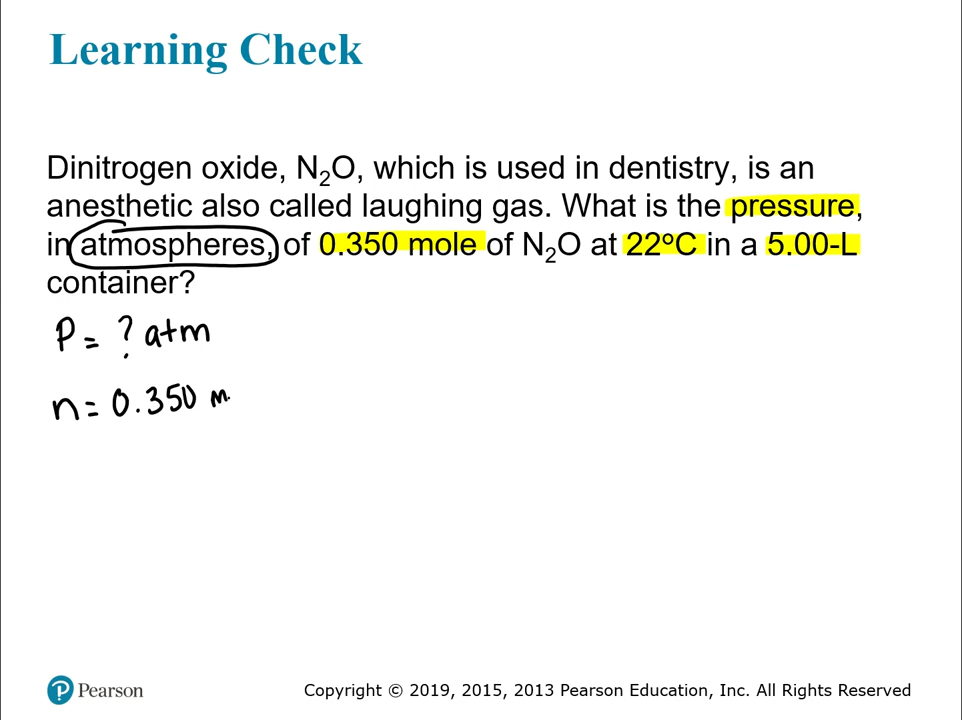 Learning Check
Dinitrogen oxide, N₂O, which is used in dentistry, is an
anesthetic also called laughing gas. What is the pressure,
in atmospheres, of 0.350 mole of N₂O at 22°C in a 5.00-L
container?
P = ? atm
n = 0.350 m
Pearson
Copyright © 2019, 2015, 2013 Pearson Education, Inc. All Rights Reserved